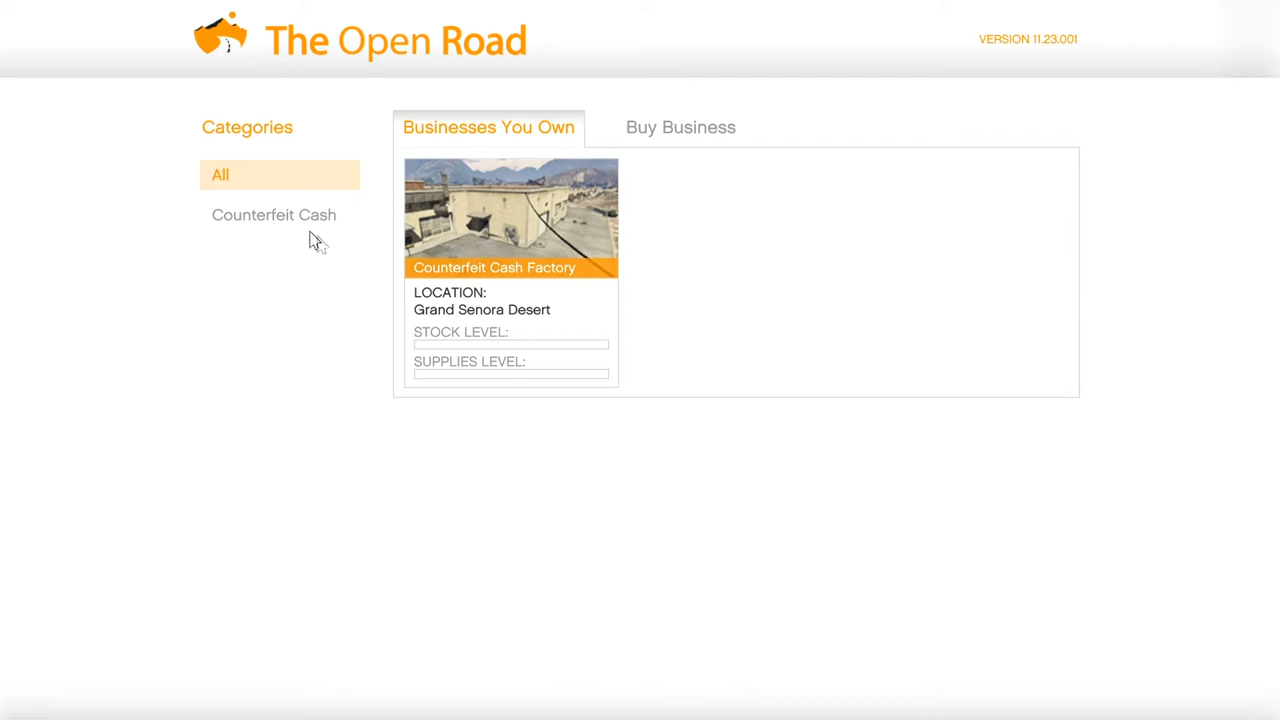 The Open Road
VERSION 11.23.001
Categories
Businesses You Own
Buy Business
All
Counterfeit Cash
Counterfeit Cash Factory
LOCATION:
Grand Senora Desert
STOCK LEVEL:
SUPPLIES LEVEL: